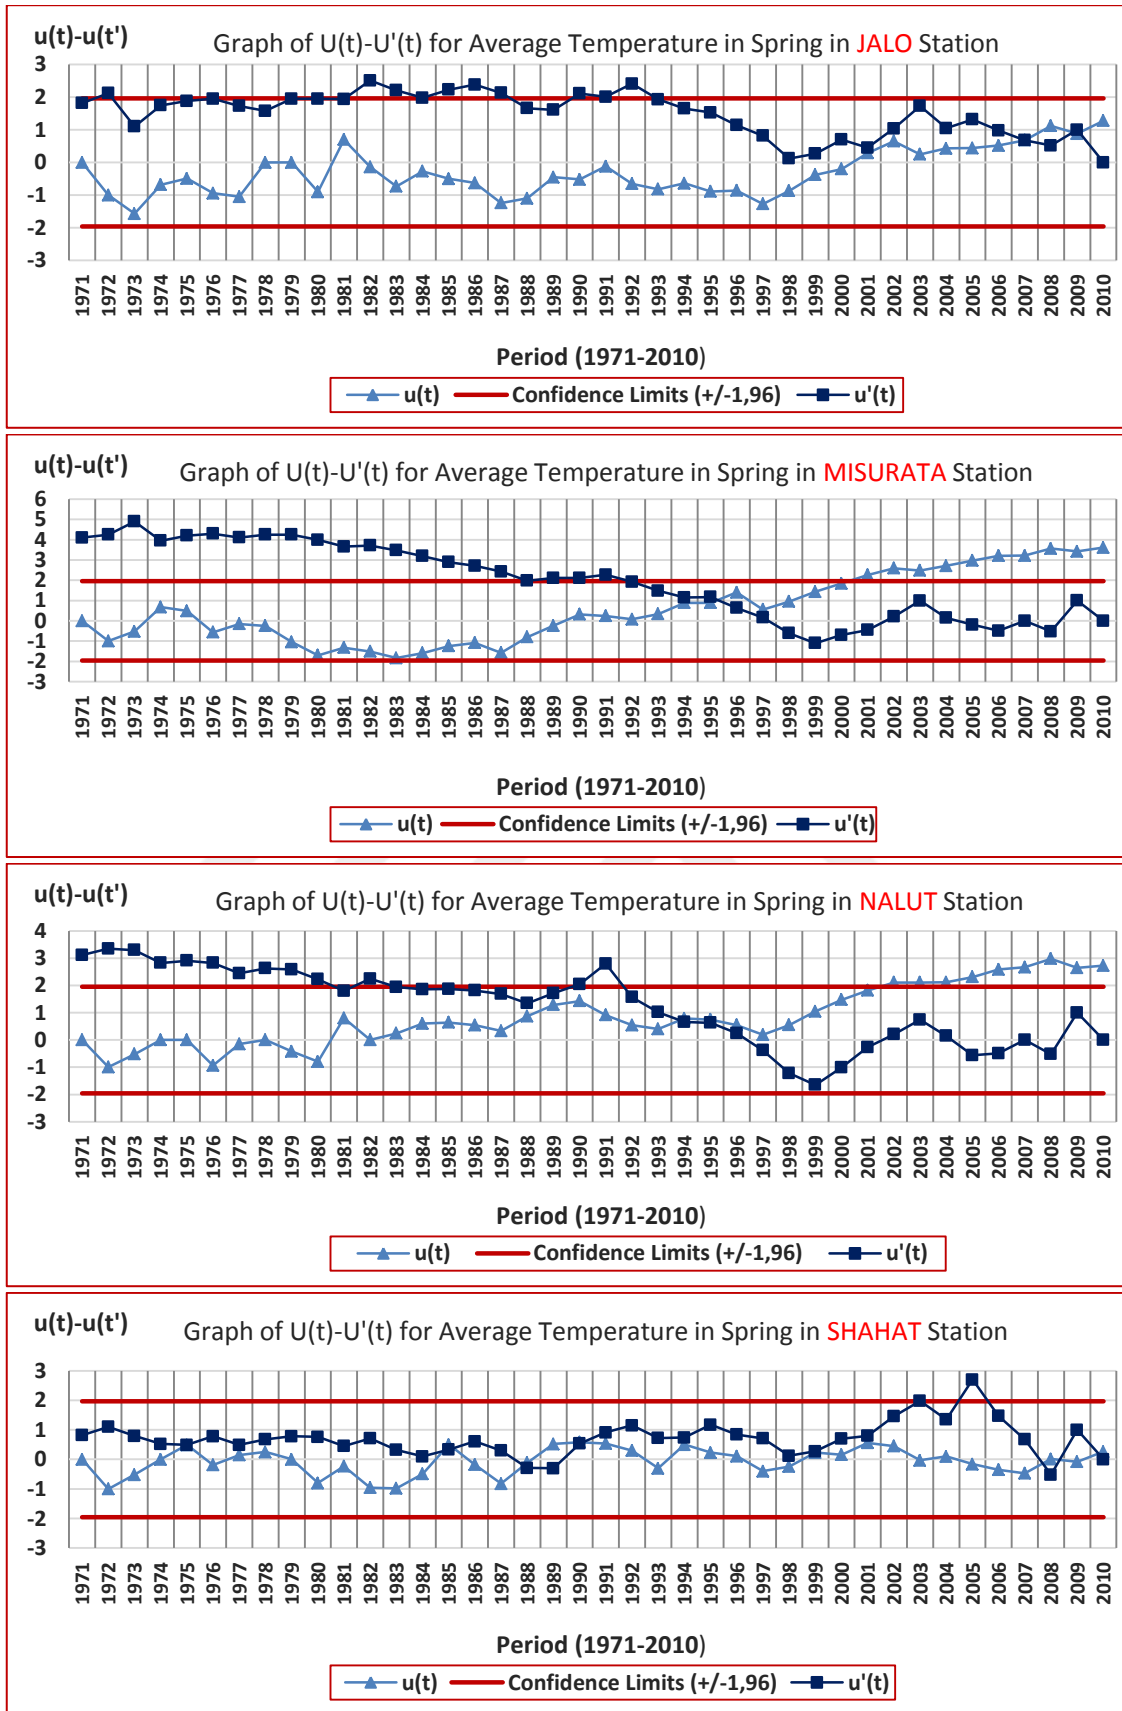 u(t)-u(t')
Graph of U(t)-U'(t) for Average Temperature in Spring in JALO Station
3
2
1
0
-1
-2
-3
1971 1972 1973 1974 1975 1976 1977 1978 1979 1980 1981 1982 1983 1984 1985 1986 1987 1988 1989 1990 1991 1992 1993 1994 1995 1996 1997 1998 1999 2000 2001 2002 2003 2004 2005 2006 2007 2008 2009 2010
Period (1971-2010)
u(t) Confidence Limits (+/-1,96) u'(t)
u(t)-u(t')
Graph of U(t)-U'(t) for Average Temperature in Spring in MISURATA Station
6
5
4
3
2
1
0
-1
-2
-3
1971 1972 1973 1974 1975 1976 1977 1978 1979 1980 1981 1982 1983 1984 1985 1986 1987 1988 1989 1990 1991 1992 1993 1994 1995 1996 1997 1998 1999 2000 2001 2002 2003 2004 2005 2006 2007 2008 2009 2010
Period (1971-2010)
u(t) Confidence Limits (+/-1,96) u'(t)
u(t)-u(t')
Graph of U(t)-U'(t) for Average Temperature in Spring in NALUT Station
4
3
2
1
0
-1
-2
-3
1971 1972 1973 1974 1975 1976 1977 1978 1979 1980 1981 1982 1983 1984 1985 1986 1987 1988 1989 1990 1991 1992 1993 1994 1995 1996 1997 1998 1999 2000 2001 2002 2003 2004 2005 2006 2007 2008 2009 2010
Period (1971-2010)
u(t) Confidence Limits (+/-1,96) u'(t)
u(t)-u(t')
Graph of U(t)-U'(t) for Average Temperature in Spring in SHAHAT Station
3
2
1
0
-1
-2
-3
1971 1972 1973 1974 1975 1976 1977 1978 1979 1980 1981 1982 1983 1984 1985 1986 1987 1988 1989 1990 1991 1992 1993 1994 1995 1996 1997 1998 1999 2000 2001 2002 2003 2004 2005 2006 2007 2008 2009 2010
Period (1971-2010)
u(t) Confidence Limits (+/-1,96) u'(t)